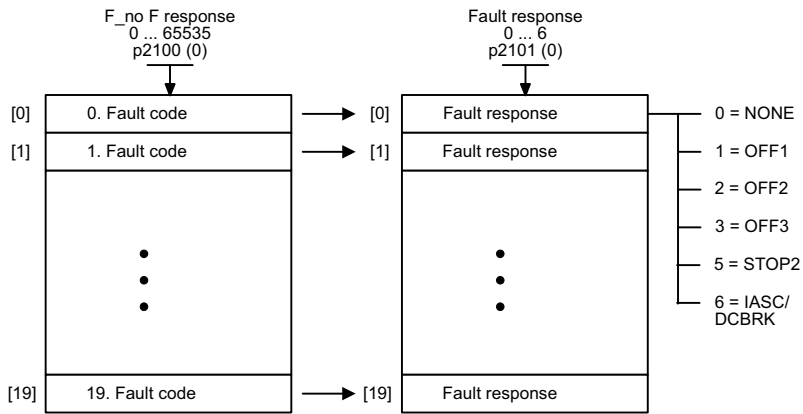 F_no F response
0 ... 65535
p2100 (0)
Fault response
0 ... 6
p2101 (0)
[0] 0. Fault code [0] Fault response 0 = NONE
[1] 1. Fault code [1] Fault response 1 = OFF1
2 = OFF2
3 = OFF3
5 = STOP2
6 = IASC/
DCBRK
[19] 19. Fault code [19] Fault response